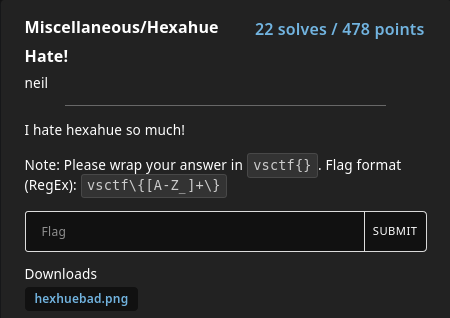 Miscellaneous/Hexahue Hate!
22 solves / 478 points
neil
I hate hexahue so much!
Note: Please wrap your answer in vsctf{}. Flag format
(RegEx): vsctf\{[A-Z_]+\}
Flag
SUBMIT
Downloads
hexhuebad.png